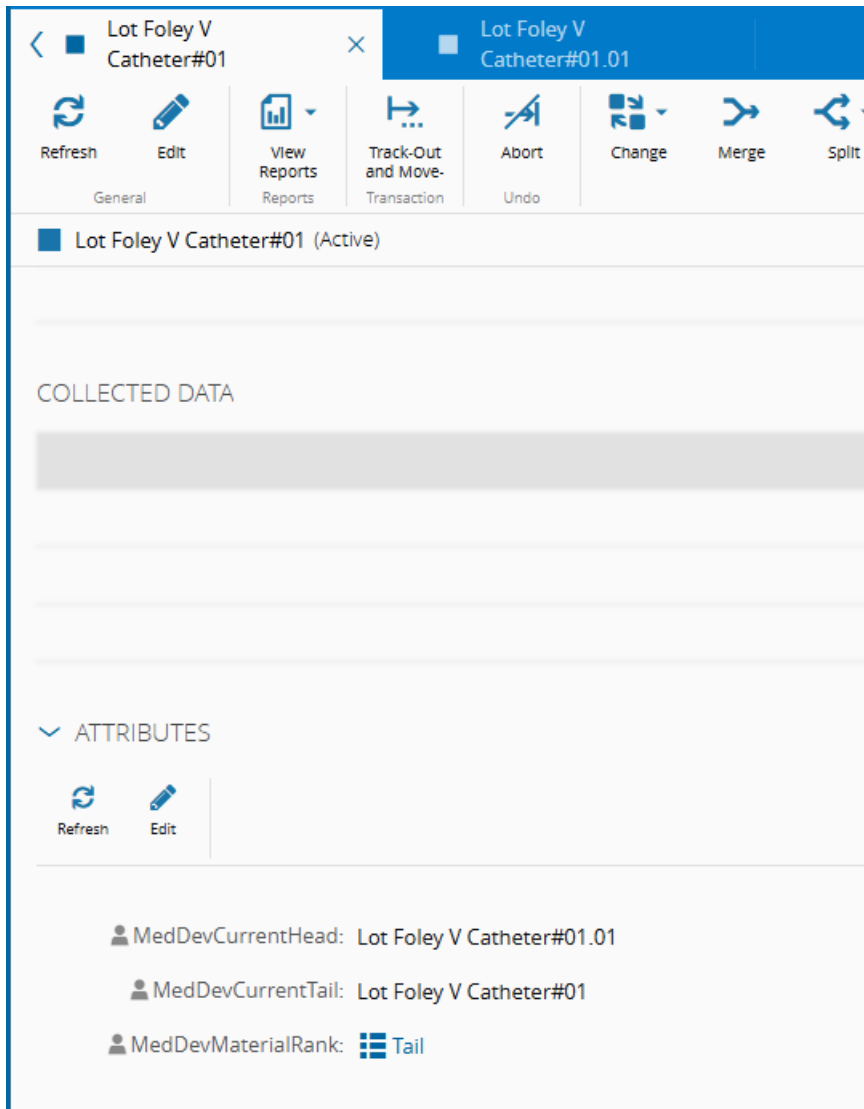 Lot Foley V
Catheter#01
Lot Foley V
Catheter#01.01
Refresh
Edit
View
Reports
Track-Out
and Move-
Abort
Change
Merge
Split
General
Reports
Transaction
Undo
Lot Foley V Catheter#01 (Active)
COLLECTED DATA
ATTRIBUTES
Refresh
Edit
MedDevCurrentHead: Lot Foley V Catheter#01.01
MedDevCurrentTail: Lot Foley V Catheter#01
MedDevMaterialRank: Tail